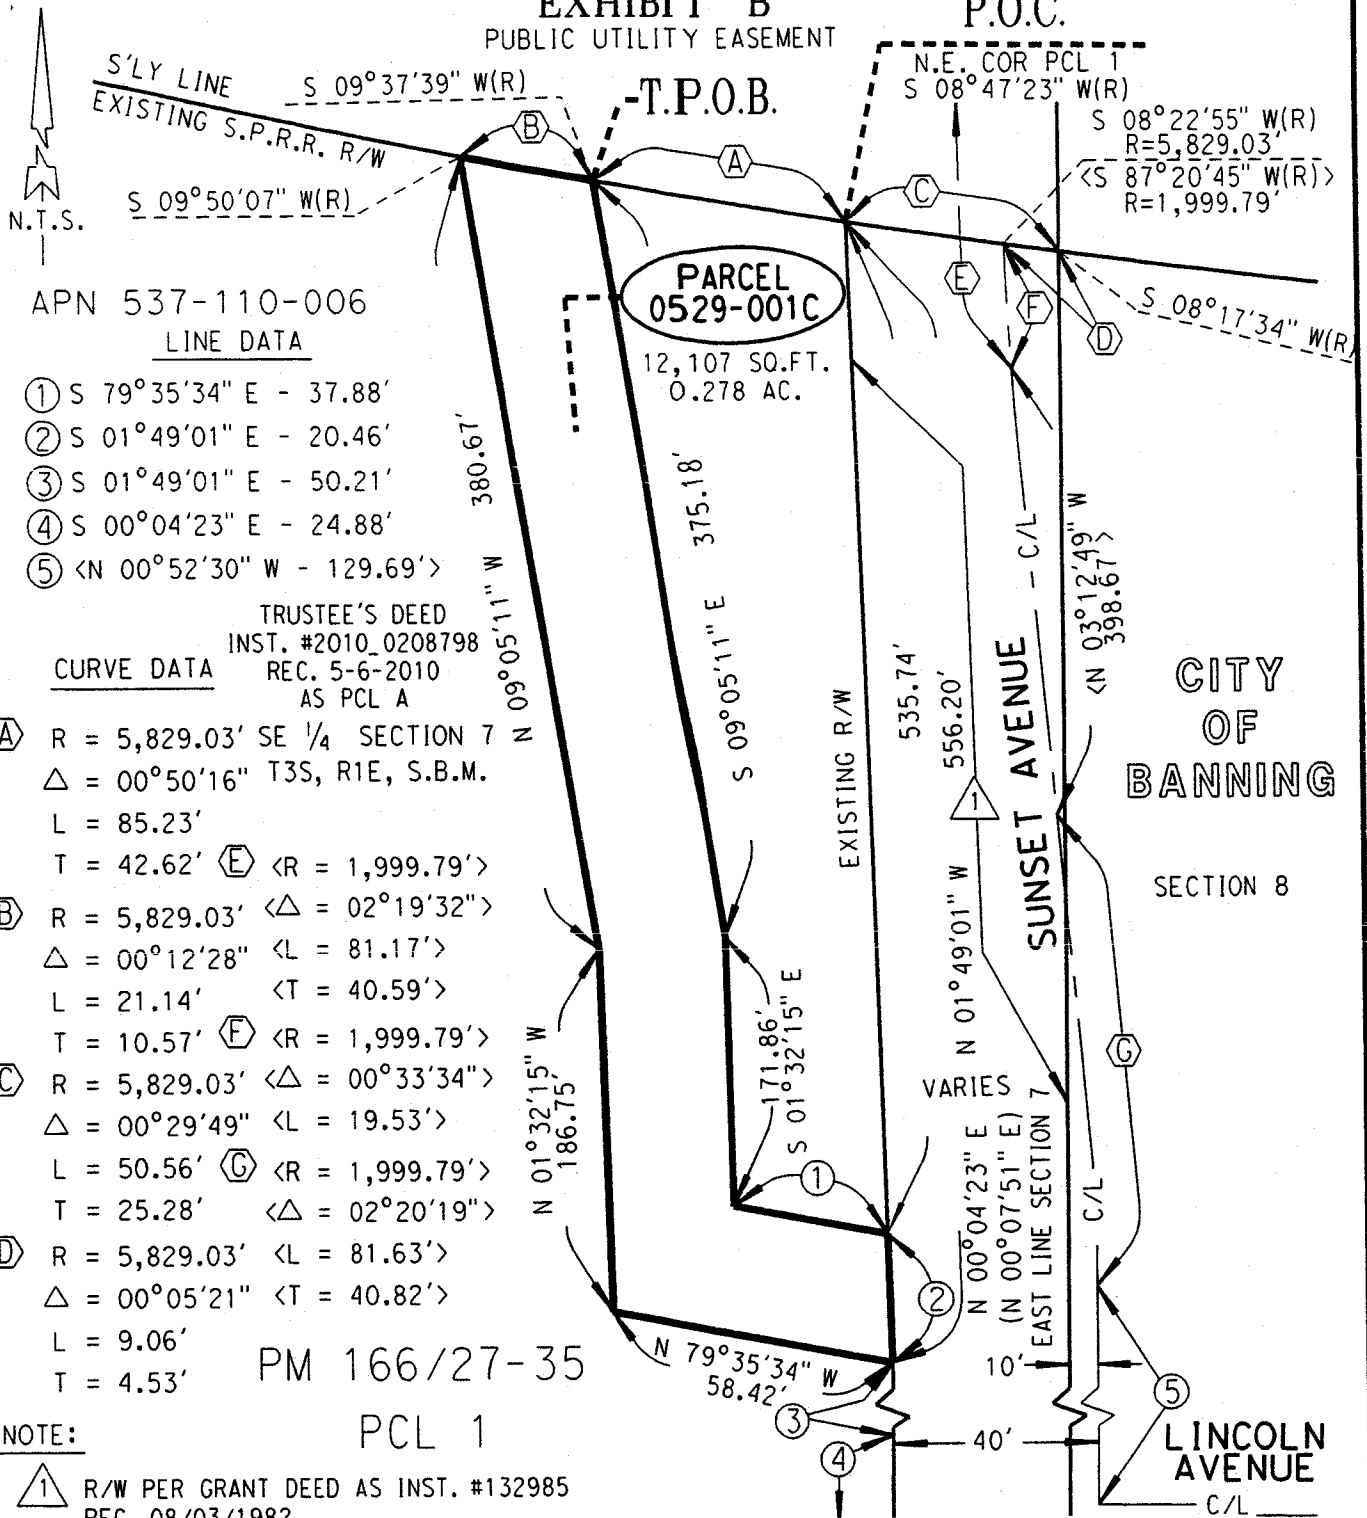 EXHIBIT "B"
PUBLIC UTILITY EASEMENT
P.O.C.
N.E. COR PCL 1
S 08°47'23" W(R)
S'LY LINE
EXISTING S.P.R.R. R/W
S 09°37'39" W(R)
T.P.O.B.
B
A
C
S 08°22'55" W(R)
R=5,829.03'
<S 87°20'45" W(R)>
R=1,999.79'
N
N.T.S.
S 09°50'07" W(R)
PARCEL
0529-001C
12,107 SQ.FT.
0.278 AC.
E
F
D
S 08°17'34" W(R)
APN 537-110-006
LINE DATA
1 S 79°35'34" E - 37.88'
2 S 01°49'01" E - 20.46'
3 S 01°49'01" E - 50.21'
4 S 00°04'23" E - 24.88'
5 <N 00°52'30" W - 129.69'>
TRUSTEE'S DEED
INST. #2010_0208798
REC. 5-6-2010
AS PCL A
SE 1/4 SECTION 7
T3S, R1E, S.B.M.
CURVE DATA
A R = 5,829.03'
△ = 00°50'16"
L = 85.23'
T = 42.62'
B R = 5,829.03'
△ = 00°12'28"
L = 21.14'
T = 10.57'
C R = 5,829.03'
△ = 00°29'49"
L = 50.56'
T = 25.28'
D R = 5,829.03'
△ = 00°05'21"
L = 9.06'
T = 4.53'
E <R = 1,999.79'>
<△ = 02°19'32">
<L = 81.17'>
<T = 40.59'>
F <R = 1,999.79'>
<△ = 00°33'34">
<L = 19.53'>
G <R = 1,999.79'>
<△ = 02°20'19">
<L = 81.63'>
<T = 40.82'>
N 09°05'11" W 380.67'
S 09°05'11" E 375.18'
N 01°32'15" W
186.75'
171.86'
S 01°32'15" E
EXISTING R/W
535.74'
556.20'
N 01°49'01" W
1
SUNSET AVENUE
C/L
<N 03°12'49" W
398.67'>
CITY
OF
BANNING
SECTION 8
G
VARIES
N 00°04'23" E
(N 00°07'51" E)
EAST LINE SECTION 7
C/L
1
2
N 79°35'34" W
58.42'
3
4
10'
40'
5
LINCOLN
AVENUE
C/L
PM 166/27-35
PCL 1
NOTE:
1 R/W PER GRANT DEED AS INST. #132985
REC. 08/03/1982